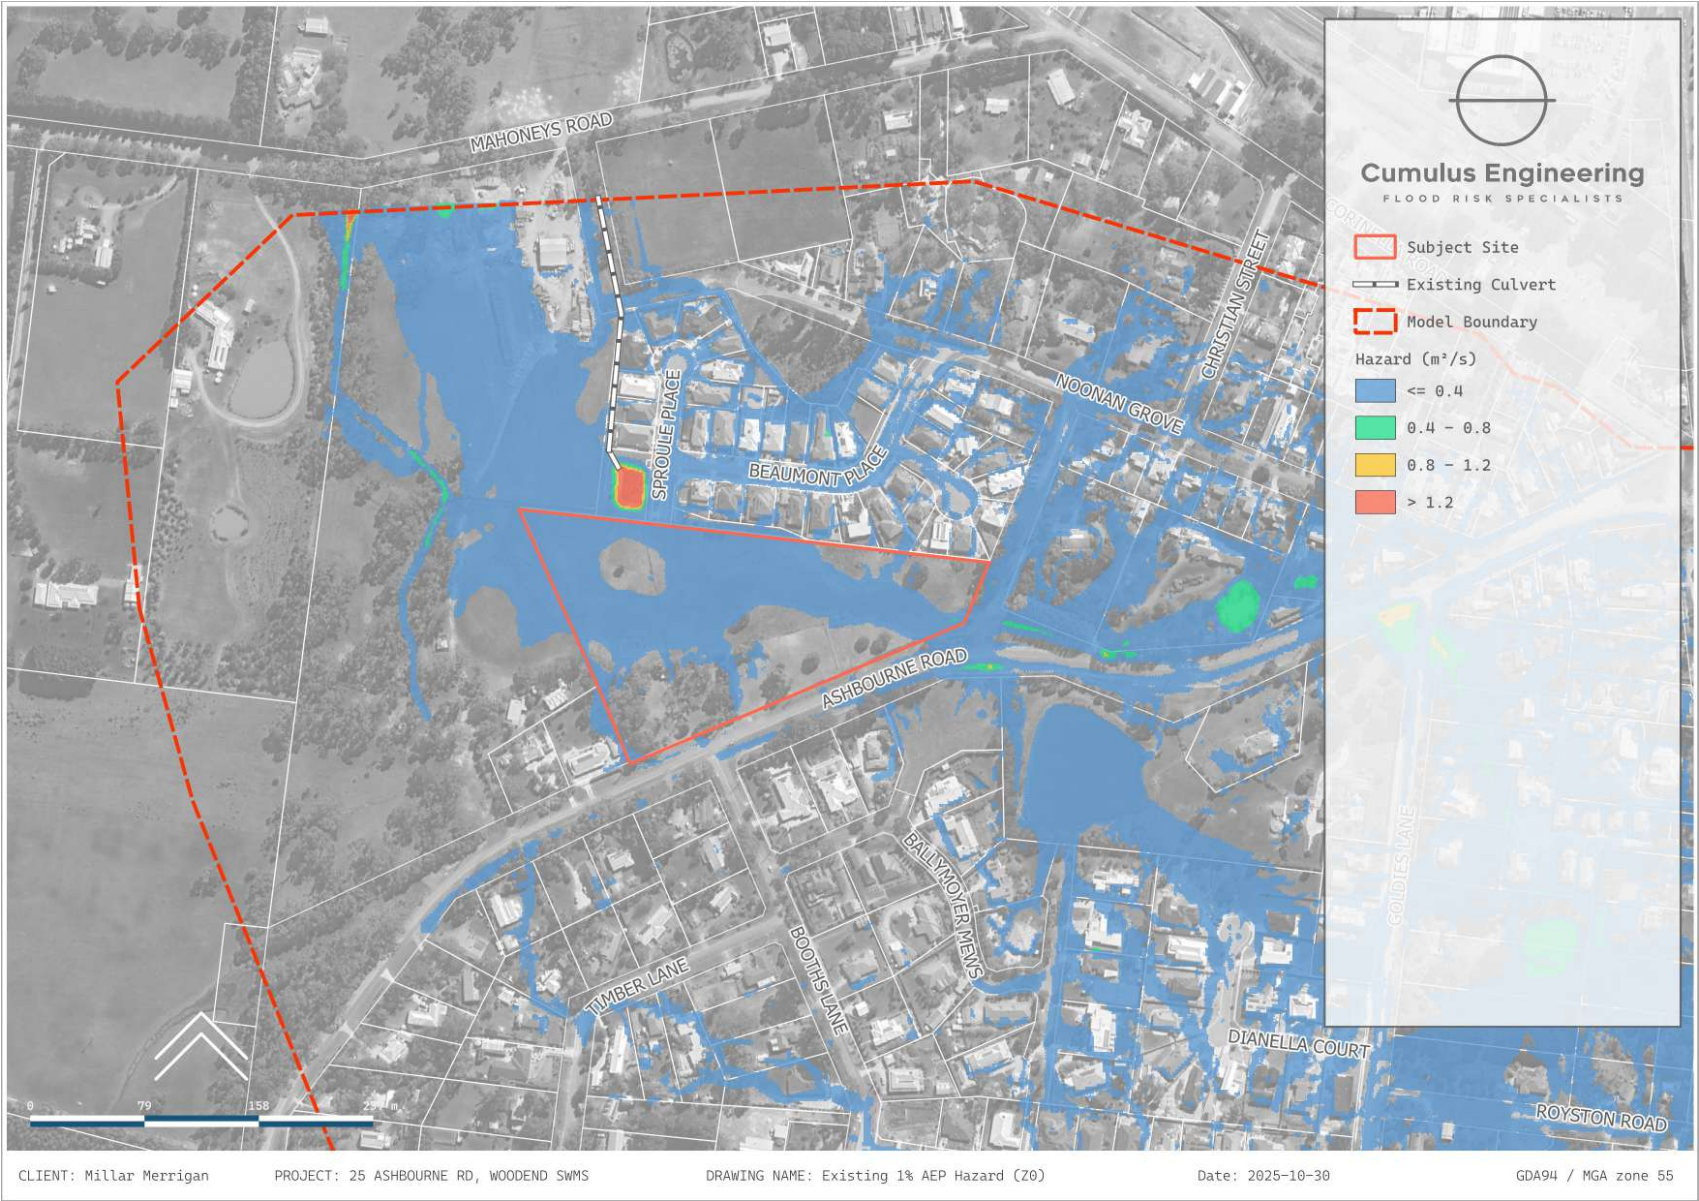 MAHONEYS ROAD
CHRISTIAN STREET
NOONAN GROVE
SPROULE PLACE
BEAUMONT PLACE
ASHBOURNE ROAD
BALLYMOYER MEWS
BOOTHS LANE
TIMBER LANE
GOLDIES LANE
DIANELLA COURT
ROYSTON ROAD
Cumulus Engineering
FLOOD RISK SPECIALISTS
Subject Site
Existing Culvert
Model Boundary
Hazard (m²/s)
<= 0.4
0.4 - 0.8
0.8 - 1.2
> 1.2
0 79 158 m
CLIENT: Millar Merrigan PROJECT: 25 ASHBOURNE RD, WOODEND SWMS DRAWING NAME: Existing 1% AEP Hazard (Z0) Date: 2025-10-30 GDA94 / MGA zone 55